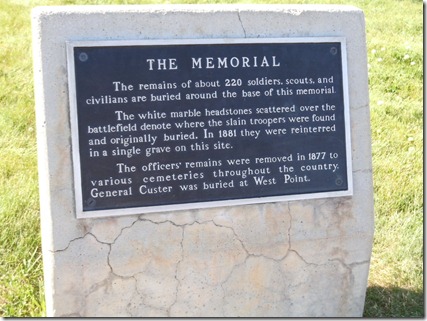 THE MEMORIAL
The remains of about 220 soldiers, scouts, and
civilians are buried around the base of this memorial.
The white marble headstones scattered over the
battlefield denote where the slain troopers were found
and originally buried. In 1881 they were reinterred
in a single grave on this site.
The officers' remains were removed in 1877 to
various cemeteries throughout the country.
General Custer was buried at West Point.